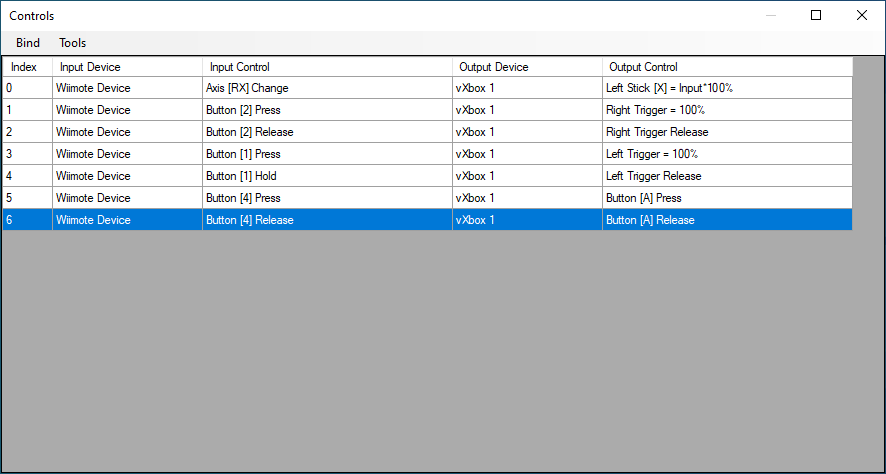 Controls
Bind Tools
Index Input Device Input Control Output Device Output Control
0 Wiimote Device Axis [RX] Change vXbox 1 Left Stick [X] = Input*100%
1 Wiimote Device Button [2] Press vXbox 1 Right Trigger = 100%
2 Wiimote Device Button [2] Release vXbox 1 Right Trigger Release
3 Wiimote Device Button [1] Press vXbox 1 Left Trigger = 100%
4 Wiimote Device Button [1] Hold vXbox 1 Left Trigger Release
5 Wiimote Device Button [4] Press vXbox 1 Button [A] Press
6 Wiimote Device Button [4] Release vXbox 1 Button [A] Release